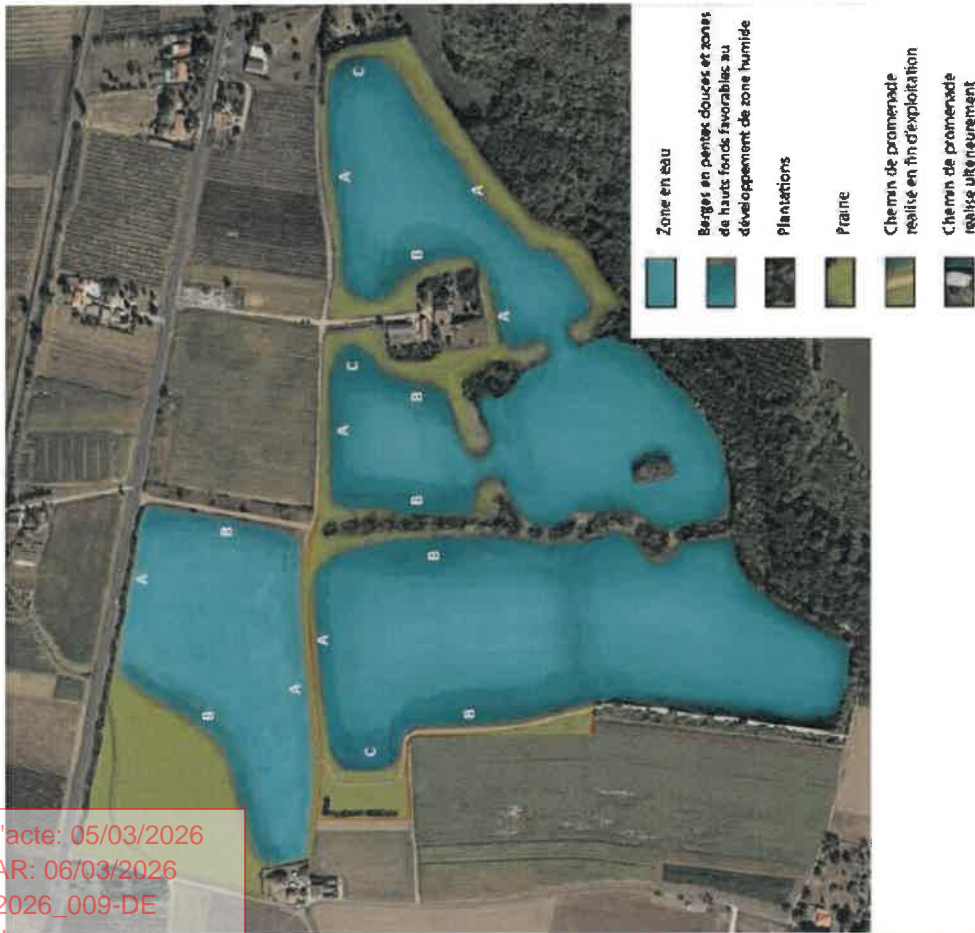 Zone en eau
Berges en pentes douces et zones
de hauts fonds favorables au
développement de zone humide
Plantations
Prairie
Chemin de promenade
réalisé en fin d'exploitation
Chemin de promenade
réalisé ultérieurement
A
A
B
B
A
A
B
B
C
A
B
B
C
A
B
A
A
C
'acte: 05/03/2026
AR: 06/03/2026
2026_009-DE